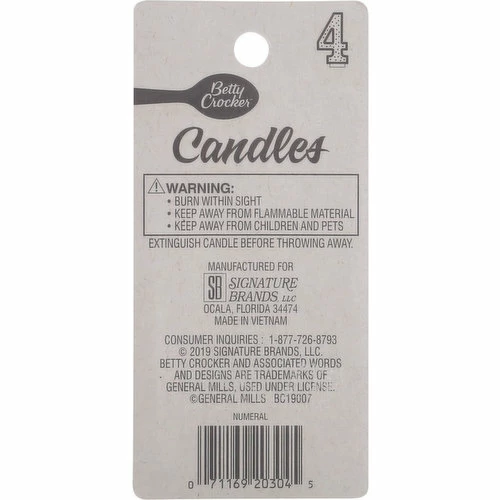 4
Betty
Crocker
Candles
WARNING:
• BURN WITHIN SIGHT
• KEEP AWAY FROM FLAMMABLE MATERIAL
• KEEP AWAY FROM CHILDREN AND PETS
EXTINGUISH CANDLE BEFORE THROWING AWAY.
MANUFACTURED FOR
SB SIGNATURE
BRANDS, LLC
OCALA, FLORIDA 34474
MADE IN VIETNAM
CONSUMER INQUIRIES : 1-877-726-8793
© 2019 SIGNATURE BRANDS, LLC.
BETTY CROCKER AND ASSOCIATED WORDS
AND DESIGNS ARE TRADEMARKS OF
GENERAL MILLS, USED UNDER LICENSE.
©GENERAL MILLS BC19007
NUMERAL
0 71169 20304 5